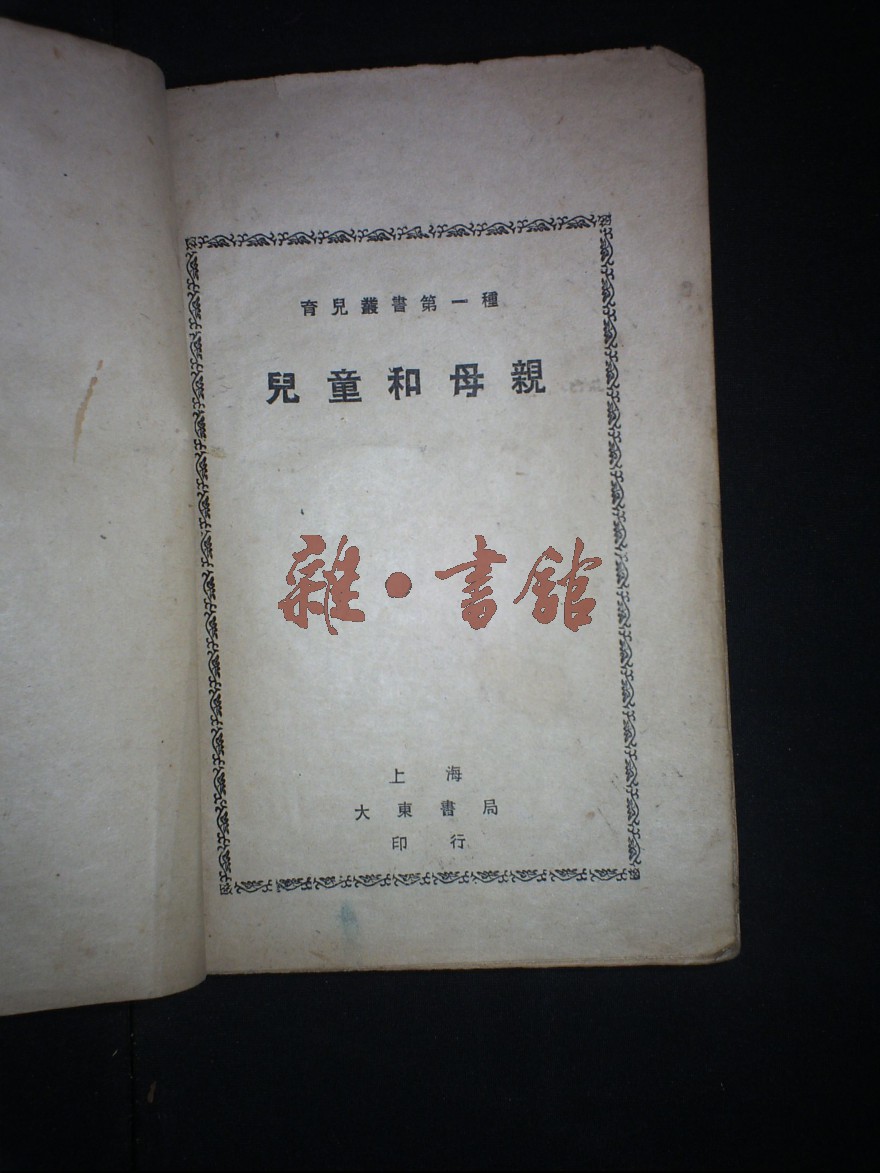 育兒叢書第一種
兒童和母親
雜·書館
上海
大東書局
印行